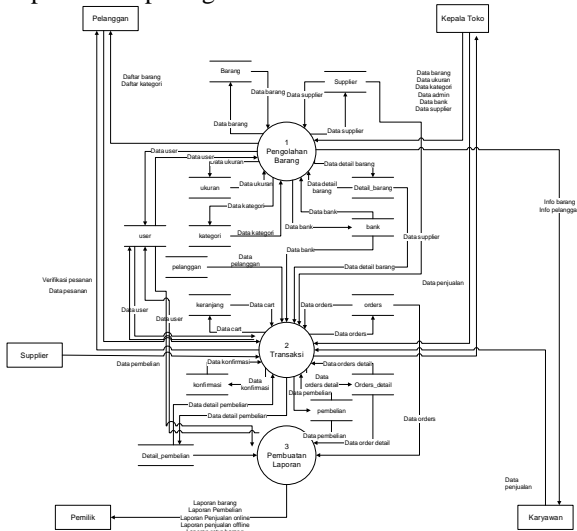 Pelanggan
Kepala Toko
Daftar barang
Daftar kategori
Barang
Supplier
Data barang
Data supplier
Data barang
Data supplier
Data barang
Data ukuran
Data kategori
Data admin
Data bank
Data supplier
1
Pengolahan
Barang
Data user
Data user
Data ukuran
ukuran
Data ukuran
Data detail barang
Data detail
barang
Detail_barang
Data kategori
user
kategori
Data kategori
Data bank
Data bank
bank
Data bank
Data supplier
Info barang
Info pelanggan
pelanggan
Data
pelanggan
Data detail barang
Data penjualan
Verifikasi pesanan
Data pesanan
Data user
Data user
keranjang
Data cart
Data cart
Data orders
orders
Data orders
2
Transaksi
Supplier
Data pembelian
Data konfirmasi
konfirmasi
Data
konfirmasi
Data orders detail
Data
orders detail
Orders_detail
Data pembelian
pembelian
Data detail pembelian
Data detail pembelian
Data pembelian
Data order detail
Data orders
Detail_pembelian
3
Pembuatan
Laporan
Data
penjualan
Pemilik
Laporan barang
Laporan Pembelian
Laporan Penjualan online
Laporan penjualan offline
Karyawan